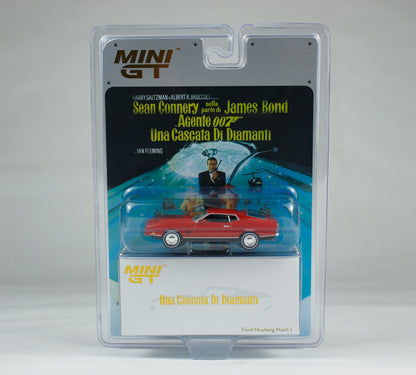 MINI
GT
HARRY SALTZMAN e ALBERT R. BROCCOLI
Sean Connery nella parte di James Bond
Agente 007
Una Cascata Di Diamanti
IAN FLEMING
MINI
GT
Una Cascata Di Diamanti
Ford Mustang Mach 1